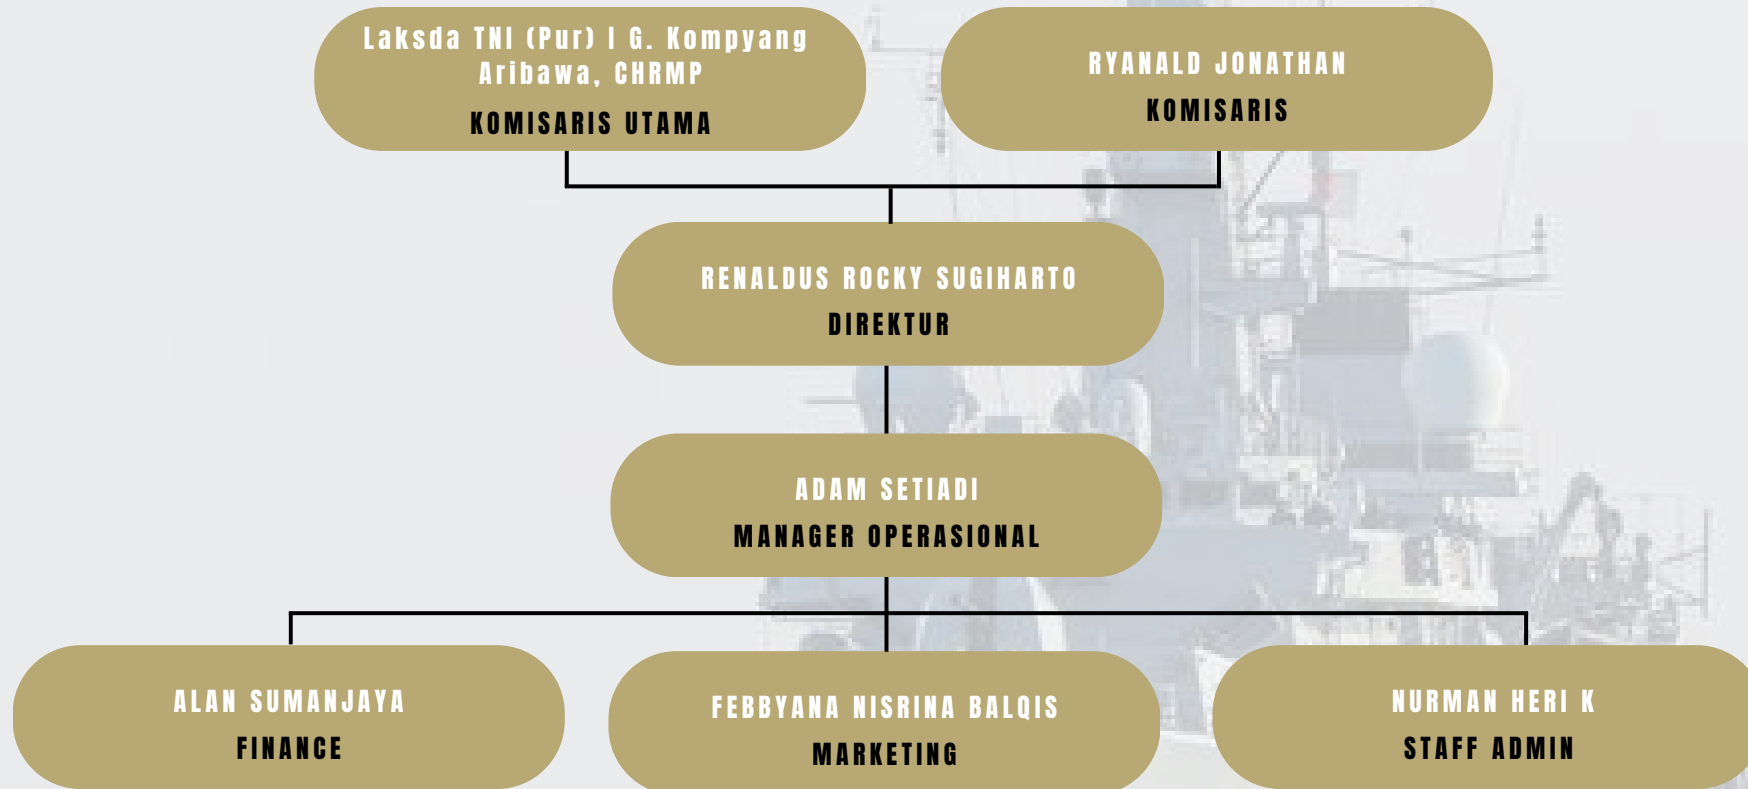 Laksda TNI (Pur) I G. Kompyang
Aribawa, CHRMP
KOMISARIS UTAMA
RYANALD JONATHAN
KOMISARIS
RENALDUS ROCKY SUGIHARTO
DIREKTUR
ADAM SETIADI
MANAGER OPERASIONAL
ALAN SUMANJAYA
FINANCE
FEBBYANA NISRINA BALQIS
MARKETING
NURMAN HERI K
STAFF ADMIN